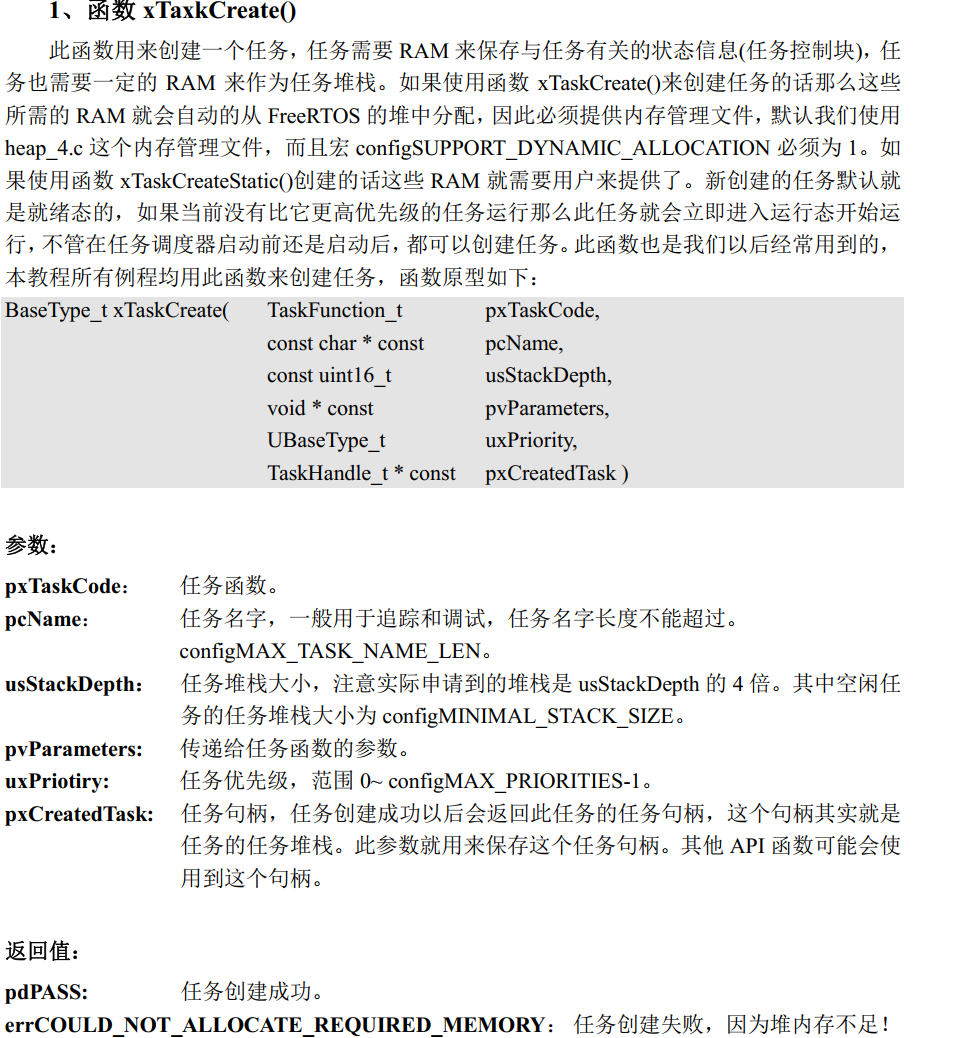 1、函数 xTaxkCreate()
此函数用来创建一个任务，任务需要 RAM 来保存与任务有关的状态信息(任务控制块)，任
务也需要一定的 RAM 来作为任务堆栈。如果使用函数 xTaskCreate()来创建任务的话那么这些
所需的 RAM 就会自动的从 FreeRTOS 的堆中分配，因此必须提供内存管理文件，默认我们使用
heap_4.c 这个内存管理文件，而且宏 configSUPPORT_DYNAMIC_ALLOCATION 必须为 1。如
果使用函数 xTaskCreateStatic()创建的话这些 RAM 就需要用户来提供了。新创建的任务默认就
是就绪态的，如果当前没有比它更高优先级的任务运行那么此任务就会立即进入运行态开始运
行，不管在任务调度器启动前还是启动后，都可以创建任务。此函数也是我们以后经常用到的，
本教程所有例程均用此函数来创建任务，函数原型如下：
BaseType_t xTaskCreate( TaskFunction_t pxTaskCode,
const char * const pcName,
const uint16_t usStackDepth,
void * const pvParameters,
UBaseType_t uxPriority,
TaskHandle_t * const pxCreatedTask )
参数：
pxTaskCode： 任务函数。
pcName： 任务名字，一般用于追踪和调试，任务名字长度不能超过。
configMAX_TASK_NAME_LEN。
usStackDepth： 任务堆栈大小，注意实际申请到的堆栈是 usStackDepth 的 4 倍。其中空闲任
务的任务堆栈大小为 configMINIMAL_STACK_SIZE。
pvParameters: 传递给任务函数的参数。
uxPriotiry: 任务优先级，范围 0~ configMAX_PRIORITIES-1。
pxCreatedTask: 任务句柄，任务创建成功以后会返回此任务的任务句柄，这个句柄其实就是
任务的任务堆栈。此参数就用来保存这个任务句柄。其他 API 函数可能会使
用到这个句柄。
返回值：
pdPASS: 任务创建成功。
errCOULD_NOT_ALLOCATE_REQUIRED_MEMORY： 任务创建失败，因为堆内存不足！